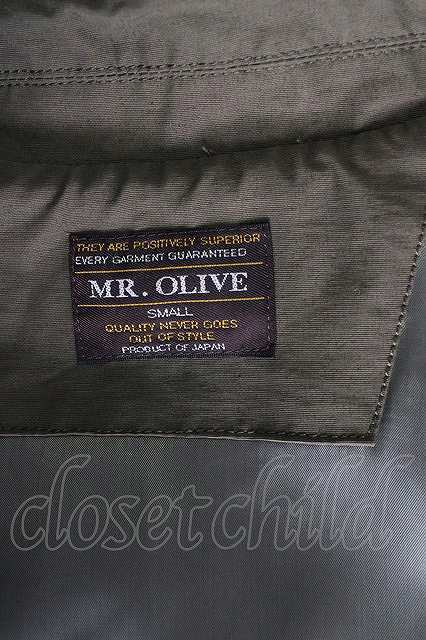 THEY ARE POSITIVELY SUPERIOR
EVERY GARMENT GUARANTEED
MR. OLIVE
SMALL
QUALITY NEVER GOES
OUT OF STYLE
PRODUCT OF JAPAN
closet child